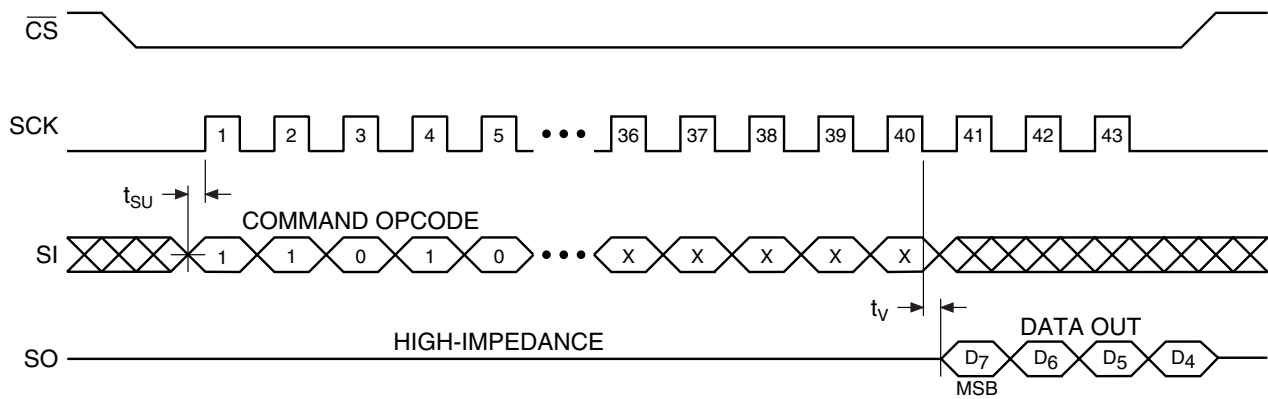 CS
SCK 1 2 3 4 5 ••• 36 37 38 39 40 41 42 43
tSU
COMMAND OPCODE
SI 1 1 0 1 0 ••• X X X X X
tV
HIGH-IMPEDANCE
DATA OUT
SO D7 D6 D5 D4
MSB